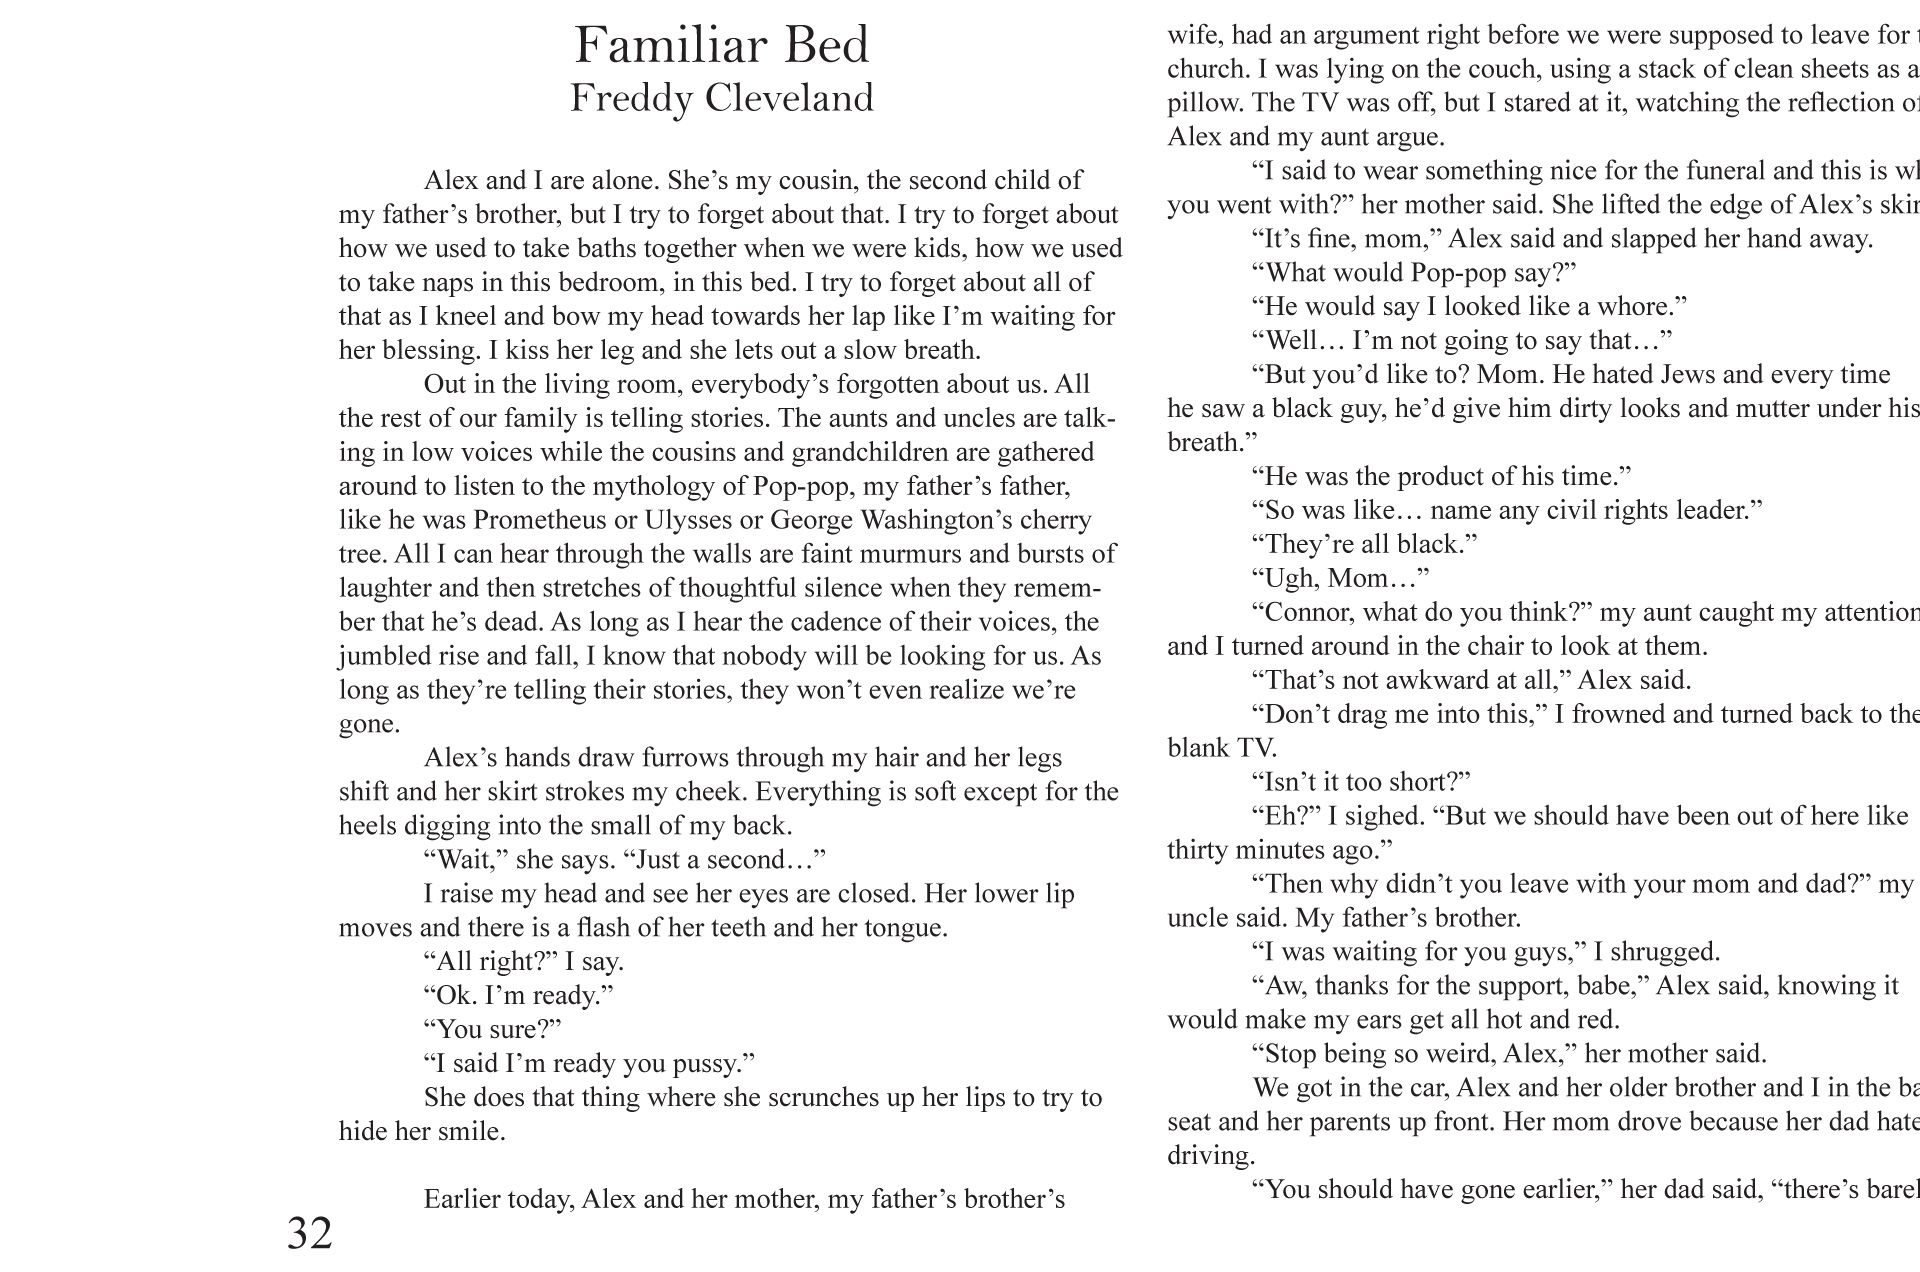 Familiar Bed
Freddy Cleveland
Alex and I are alone. She’s my cousin, the second child of
my father’s brother, but I try to forget about that. I try to forget about
how we used to take baths together when we were kids, how we used
to take naps in this bedroom, in this bed. I try to forget about all of
that as I kneel and bow my head towards her lap like I’m waiting for
her blessing. I kiss her leg and she lets out a slow breath.
Out in the living room, everybody’s forgotten about us. All
the rest of our family is telling stories. The aunts and uncles are talk-
ing in low voices while the cousins and grandchildren are gathered
around to listen to the mythology of Pop-pop, my father’s father,
like he was Prometheus or Ulysses or George Washington’s cherry
tree. All I can hear through the walls are faint murmurs and bursts of
laughter and then stretches of thoughtful silence when they remem-
ber that he’s dead. As long as I hear the cadence of their voices, the
jumbled rise and fall, I know that nobody will be looking for us. As
long as they’re telling their stories, they won’t even realize we’re
gone.
Alex’s hands draw furrows through my hair and her legs
shift and her skirt strokes my cheek. Everything is soft except for the
heels digging into the small of my back.
“Wait,” she says. “Just a second…”
I raise my head and see her eyes are closed. Her lower lip
moves and there is a flash of her teeth and her tongue.
“All right?” I say.
“Ok. I’m ready.”
“You sure?”
“I said I’m ready you pussy.”
She does that thing where she scrunches up her lips to try to
hide her smile.
Earlier today, Alex and her mother, my father’s brother’s
32
wife, had an argument right before we were supposed to leave for
church. I was lying on the couch, using a stack of clean sheets as a
pillow. The TV was off, but I stared at it, watching the reflection
Alex and my aunt argue.
“I said to wear something nice for the funeral and this is
you went with?” her mother said. She lifted the edge of Alex’s
“It’s fine, mom,” Alex said and slapped her hand away.
“What would Pop-pop say?”
“He would say I looked like a whore.”
“Well… I’m not going to say that…”
“But you’d like to? Mom. He hated Jews and every time
he saw a black guy, he’d give him dirty looks and mutter under his
breath.”
“He was the product of his time.”
“So was like… name any civil rights leader.”
“They’re all black.”
“Ugh, Mom…”
“Connor, what do you think?” my aunt caught my attention
and I turned around in the chair to look at them.
“That’s not awkward at all,” Alex said.
“Don’t drag me into this,” I frowned and turned back to the
blank TV.
“Isn’t it too short?”
“Eh?” I sighed. “But we should have been out of here like
thirty minutes ago.”
“Then why didn’t you leave with your mom and dad?” my
uncle said. My father’s brother.
“I was waiting for you guys,” I shrugged.
“Aw, thanks for the support, babe,” Alex said, knowing it
would make my ears get all hot and red.
“Stop being so weird, Alex,” her mother said.
We got in the car, Alex and her older brother and I in the
seat and her parents up front. Her mom drove because her dad
driving.
“You should have gone earlier,” her dad said, “there’s